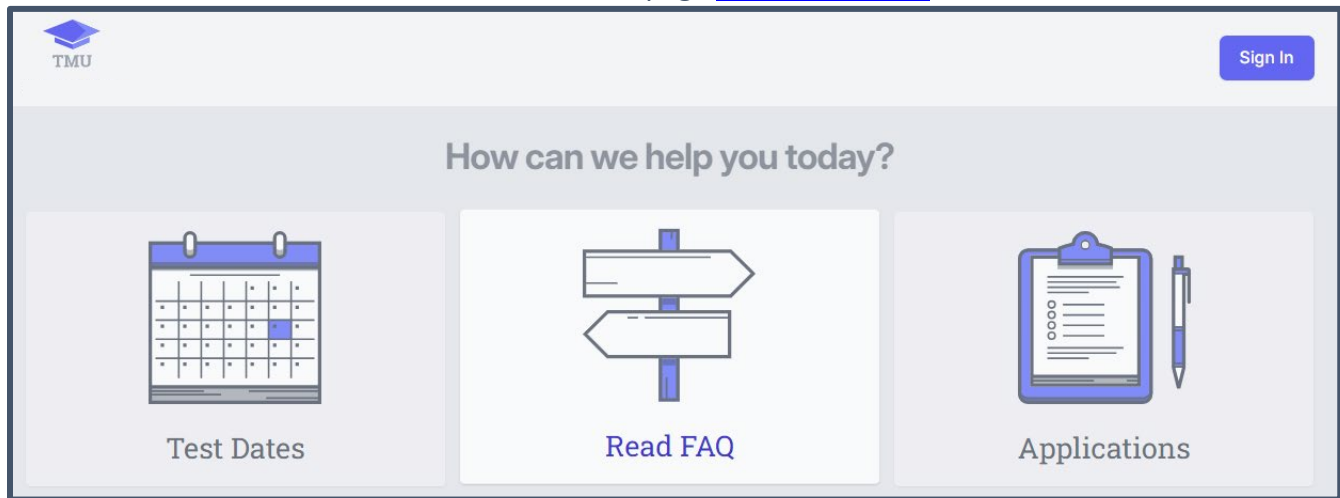 TMU
Sign In
How can we help you today?
Test Dates
Read FAQ
Applications